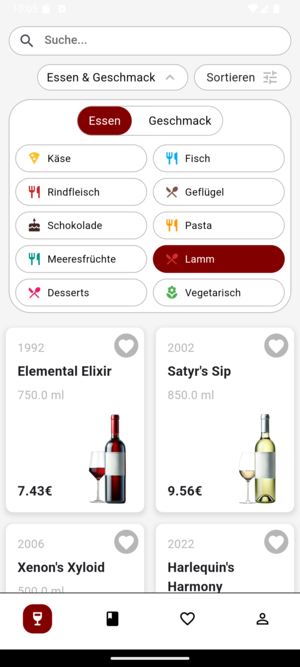 Suche...
Essen & Geschmack
Sortieren
Essen
Geschmack
Käse
Fisch
Rindfleisch
Geflügel
Schokolade
Pasta
Meeresfrüchte
Lamm
Desserts
Vegetarisch
1992
Elemental Elixir
750.0 ml
7.43€
2002
Satyr's Sip
850.0 ml
9.56€
2006
Xenon's Xyloid
500.0 ml
2022
Harlequin's
Harmony